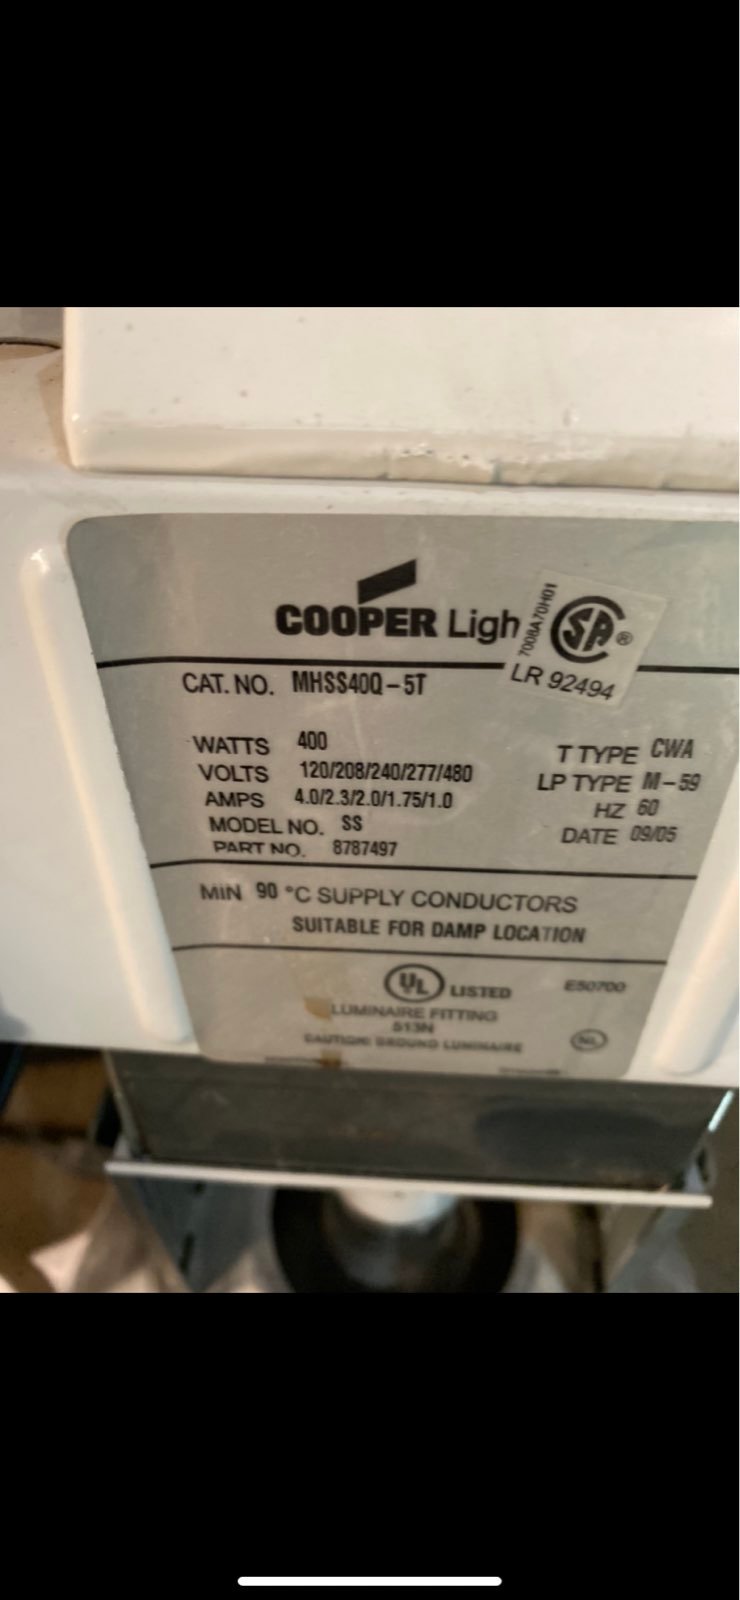 COOPER Ligh
7008A70H01
SA ®
LR 92494
CAT. NO. MHSS40Q-5T
WATTS 400
VOLTS 120/208/240/277/480
AMPS 4.0/2.3/2.0/1.75/1.0
MODEL NO. SS
PART NO. 8787497
T TYPE CWA
LP TYPE M-59
HZ 60
DATE 09/05
MIN 90 °C SUPPLY CONDUCTORS
SUITABLE FOR DAMP LOCATION
UL LISTED E50700
LUMINAIRE FITTING
513N
CAUTION: GROUND LUMINAIRE
NL